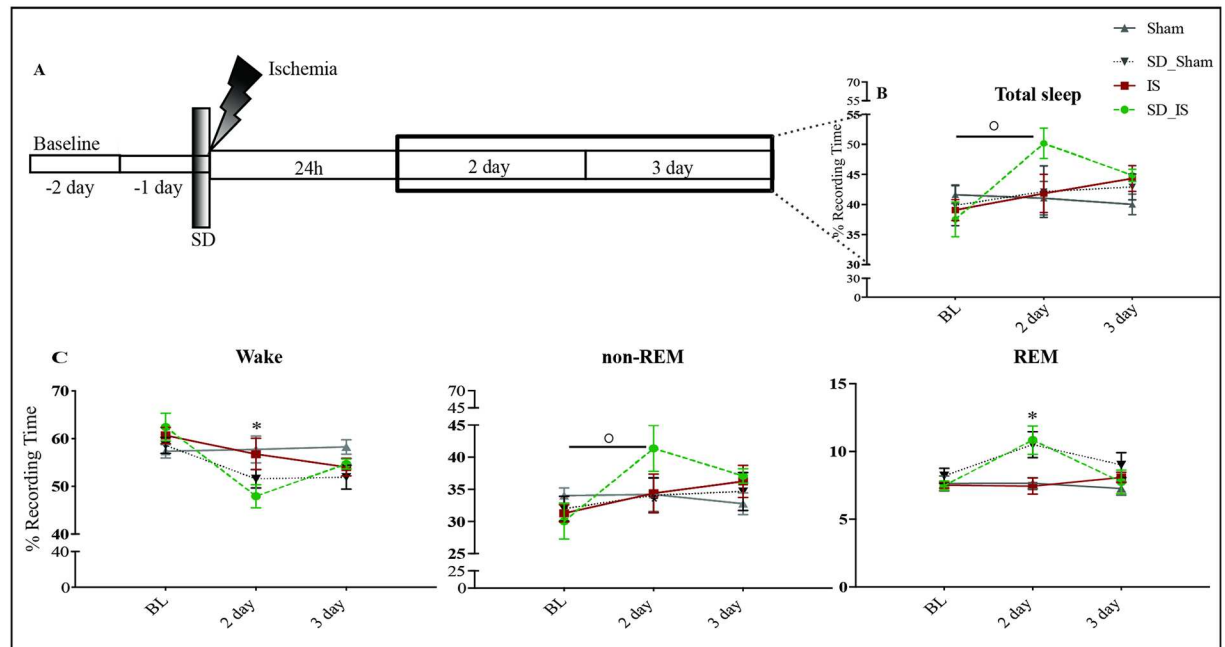 Sham
SD_Sham
IS
SD_IS
A
Ischemia
Baseline
-2 day
-1 day
SD
24h
2 day
3 day
B
Total sleep
% Recording Time
70
55
55
50
45
40
35
30
30
0
BL
2 day
3 day
C
Wake
% Recording Time
70
60
50
40
40
0
*
BL
2 day
3 day
non-REM
70
45
45
40
35
30
25
25
0
BL
2 day
3 day
REM
15
10
5
0
*
BL
2 day
3 day